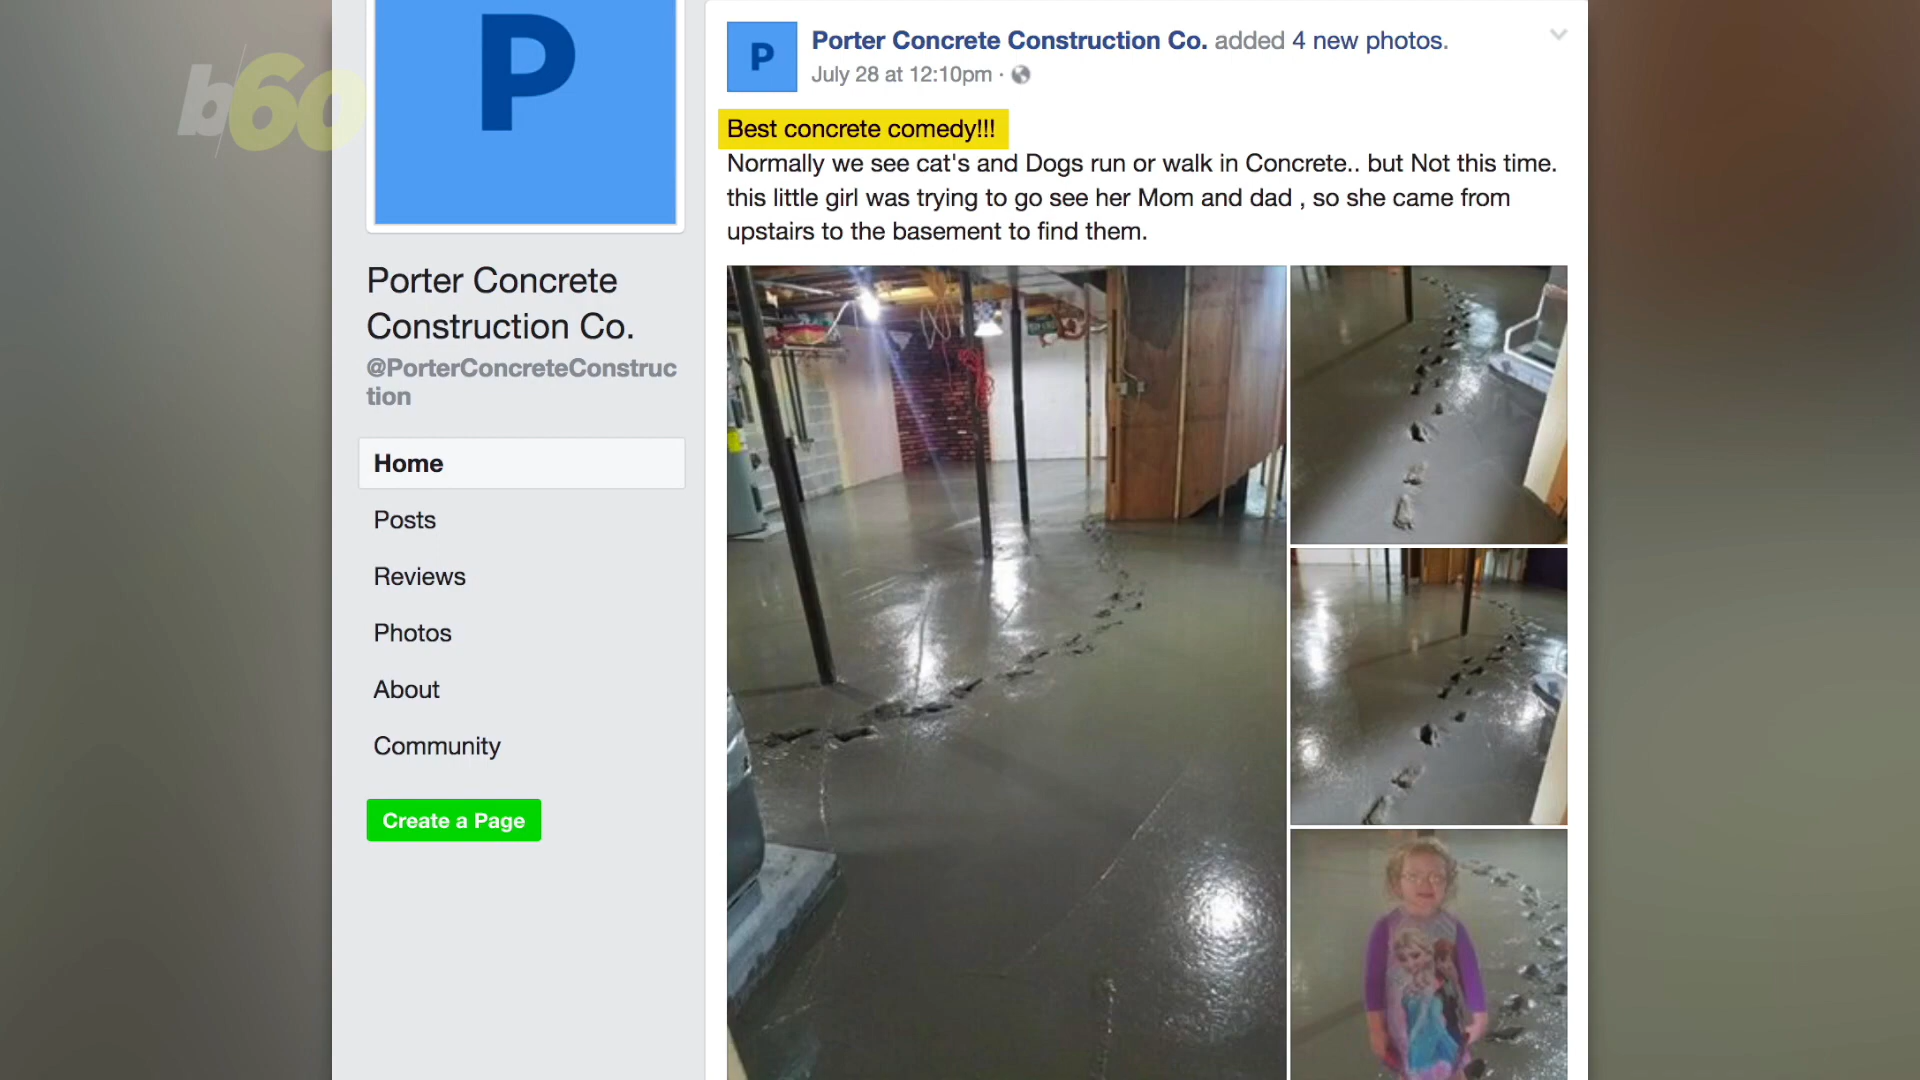 b/60
P
Porter Concrete
Construction Co.
@PorterConcreteConstruc
tion
Home
Posts
Reviews
Photos
About
Community
Create a Page
P
Porter Concrete Construction Co. added 4 new photos.
July 28 at 12:10pm ·
Best concrete comedy!!!
Normally we see cat's and Dogs run or walk in Concrete.. but Not this time.
this little girl was trying to go see her Mom and dad , so she came from
upstairs to the basement to find them.